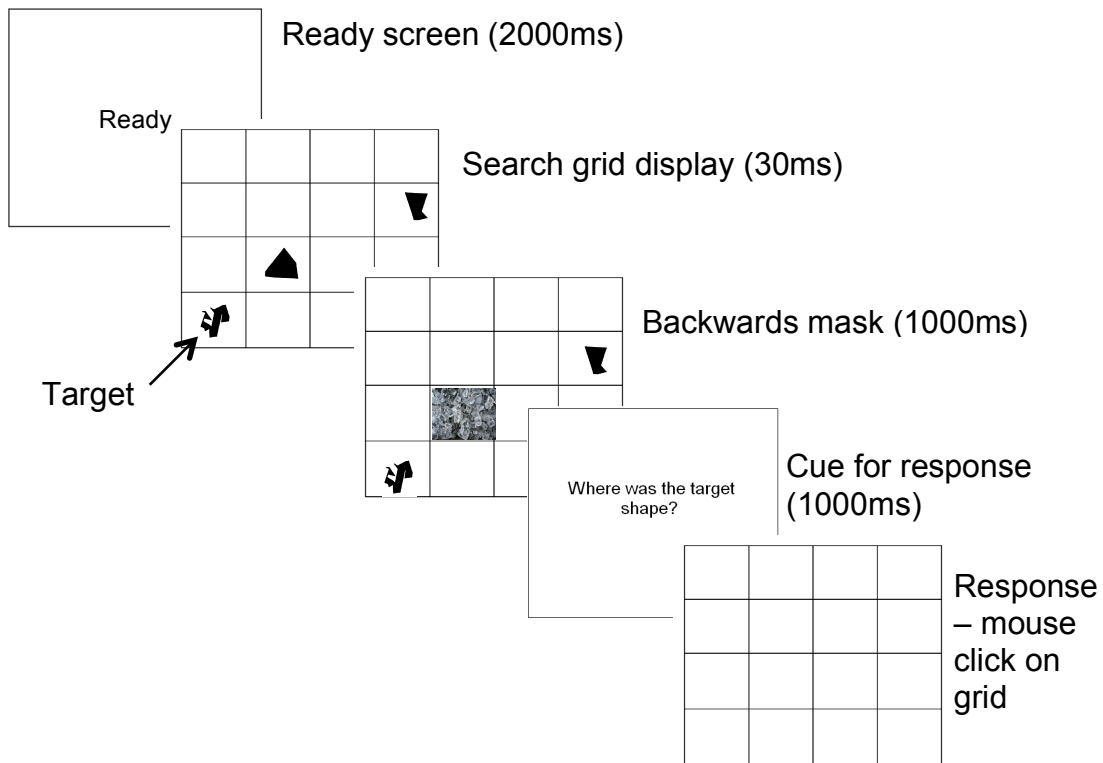 Ready screen (2000ms)
Ready
Search grid display (30ms)
Backwards mask (1000ms)
Target
Where was the target
shape?
Cue for response
(1000ms)
Response
– mouse
click on
grid